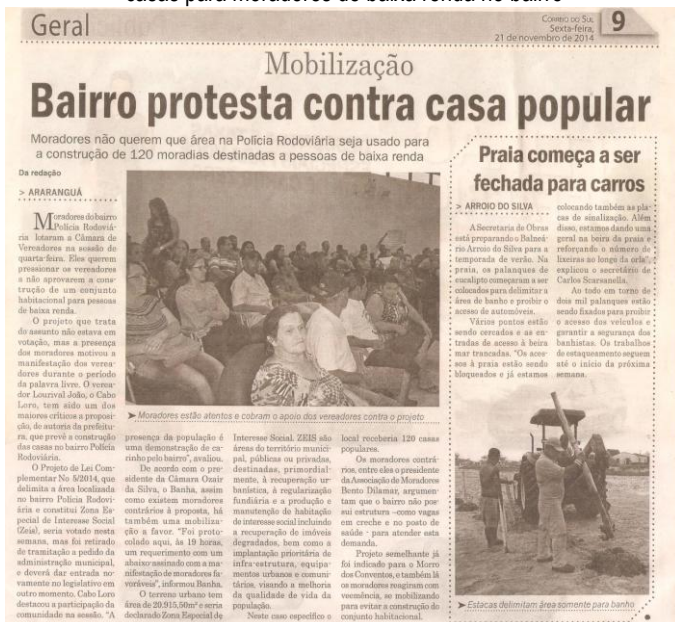 casas para moradores de baixa renda no bairro
Geral
CORREIO DO SUL
Sexta-feira,
21 de novembro de 2014
9
Mobilização
Bairro protesta contra casa popular
Moradores não querem que área na Polícia Rodoviária seja usado para
a construção de 120 moradias destinadas a pessoas de baixa renda
Da redação
> ARARANGUÁ
Moradores do bairro
Polícia Rodoviá-
ria lotaram a Câmara de
Vereadores na sessão de
quarta-feira. Eles querem
pressionar os vereadores
a não aprovarem a cons-
trução de um conjunto
habitacional para pessoas
de baixa renda.
O projeto que trata
do assunto não estava em
votação, mas a presença
dos moradores motivou a
manifestação dos verea-
dores durante o período
da palavra livre. O verea-
dor Lourival João, o Cabo
Loro, tem sido um dos
maiores críticos a proposi-
ção, de autoria da prefeitu-
ra, que prevê a construção
das casas no bairro Polícia
Rodoviária.
O Projeto de Lei Com-
plementar No 5/2014, que
delimita a área localizada
no bairro Polícia Rodovi-
ária e constitui Zona Es-
pecial de Interesse Social
(Zeis), seria votado nesta
semana, mas foi retirado
de tramitação a pedido da
administração municipal,
e deverá dar entrada no-
vamente no legislativo em
outro momento. Cabo Loro
destacou a participação da
comunidade na sessão. "A
➤ Moradores estão atentos e cobram o apoio dos vereadores contra o projeto
presença da população é
uma demonstração de ca-
rinho pelo bairro", avaliou.
De acordo com o pre-
sidente da Câmara Ozair
da Silva, o Banha, assim
como existem moradores
contrários à proposta, há
também uma mobiliza-
ção a favor. "Foi proto-
colado aqui, às 19 horas,
um requerimento com um
abaixo assinado com a ma-
nifestação de moradores fa-
voráveis", informou Banha.
O terreno urbano tem
área de 20.915,50m² e seria
declarado Zona Especial de
Interesse Social. ZEIS são
áreas do território munici-
pal, públicas ou privadas,
destinadas, primordial-
mente, à recuperação ur-
banística, à regularização
fundiária e a produção e
manutenção de habitação
de interesse social incluindo
a recuperação de imóveis
degradados, bem como a
implantação prioritária de
infra-estrutura, equipa-
mentos urbanos e comuni-
tários, visando a melhoria
da qualidade de vida da
população.
Neste caso específico o
local receberia 120 casas
populares.
Os moradores contrá-
rios, entre eles o presidente
da Associação de Moradores
Bento Dilamar, argumen-
tam que o bairro não pos-
sui estrutura –como vagas
em creche e no posto de
saúde - para atender esta
demanda.
Projeto semelhante já
foi indicado para o Morro
dos Conventos, e também lá
os moradores reagiram com
veemência, se mobilizando
para evitar a construção do
conjunto habitacional.
Praia começa a ser
fechada para carros
> ARROIO DO SILVA
A Secretaria de Obras
está preparando o Balneá-
rio Arroio do Silva para a
temporada de verão. Na
praia, os palanques de
eucalipto começaram a ser
colocados para delimitar a
área de banho e proibir o
acesso de automóveis.
Vários pontos estão
sendo cercados e as en-
tradas de acesso à beira
mar trancadas. "Os aces-
sos à praia estão sendo
bloqueados e já estamos
colocando também as pla-
cas de sinalização. Além
disso, estamos dando uma
geral na beira da praia e
reforçando o número de
lixeiras ao longo da orla",
explicou o secretário de
Carlos Scarsanella.
Ao todo em torno de
dois mil palanques estão
sendo fixados para proibir
o acesso dos veículos e
garantir a segurança dos
banhistas. Os trabalhos
de estaqueamento seguem
até o início da próxima
semana.
➤ Estacas delimitam área somente para banho